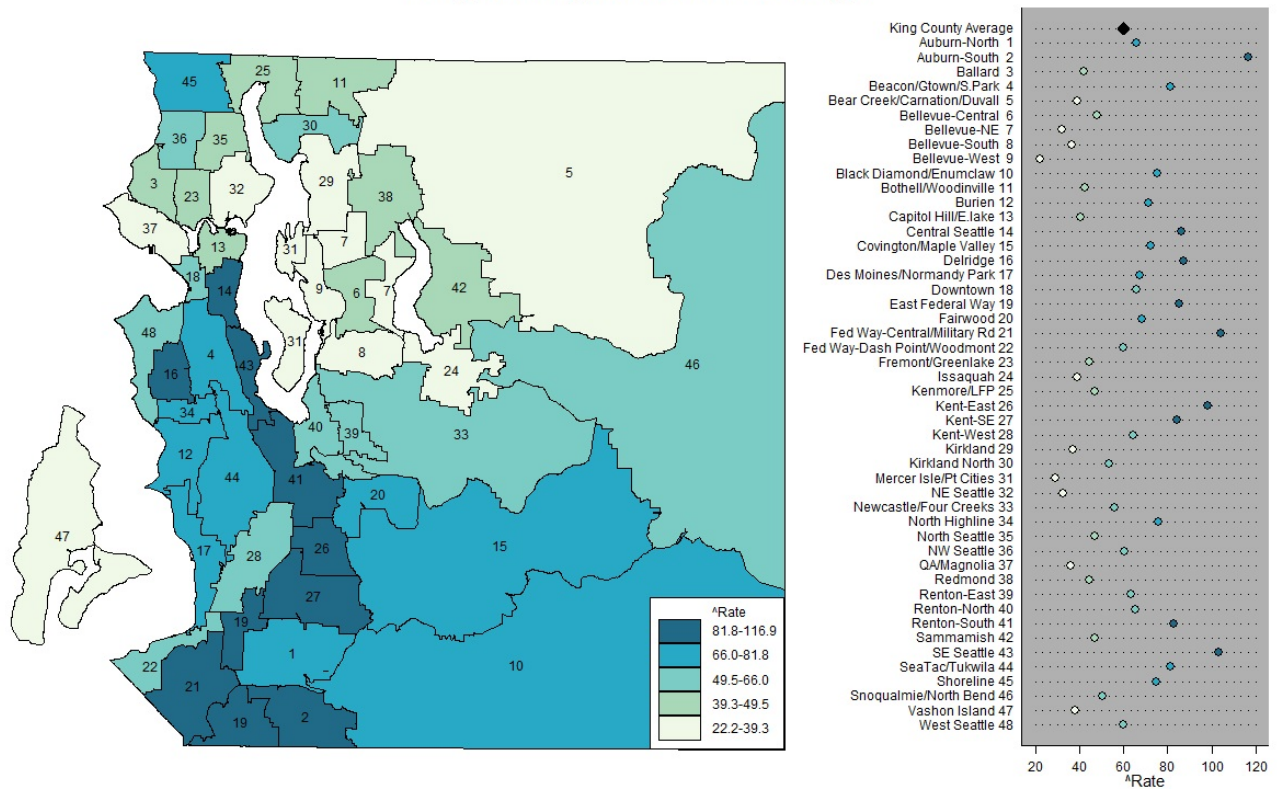 45
25
11
36
35
30
3
23
32
29
38
5
37
13
31
7
18
14
9
6
7
42
48
4
43
31
8
24
46
16
34
40
39
33
12
44
41
20
47
17
28
26
15
27
19
1
22
21
10
19
2
^Rate
81.8-116.9
66.0-81.8
49.5-66.0
39.3-49.5
22.2-39.3
King County Average
Auburn-North 1
Auburn-South 2
Ballard 3
Beacon/Gtown/S.Park 4
Bear Creek/Carnation/Duvall 5
Bellevue-Central 6
Bellevue-NE 7
Bellevue-South 8
Bellevue-West 9
Black Diamond/Enumclaw 10
Bothell/Woodinville 11
Burien 12
Capitol Hill/E.lake 13
Central Seattle 14
Covington/Maple Valley 15
Delridge 16
Des Moines/Normandy Park 17
Downtown 18
East Federal Way 19
Fairwood 20
Fed Way-Central/Military Rd 21
Fed Way-Dash Point/Woodmont 22
Fremont/Greenlake 23
Issaquah 24
Kenmore/LFP 25
Kent-East 26
Kent-SE 27
Kent-West 28
Kirkland 29
Kirkland North 30
Mercer Isle/Pt Cities 31
NE Seattle 32
Newcastle/Four Creeks 33
North Highline 34
North Seattle 35
NW Seattle 36
QA/Magnolia 37
Redmond 38
Renton-East 39
Renton-North 40
Renton-South 41
Sammamish 42
SE Seattle 43
SeaTac/Tukwila 44
Shoreline 45
Snoqualmie/North Bend 46
Vashon Island 47
West Seattle 48
20 40 60 80 100 120
^Rate